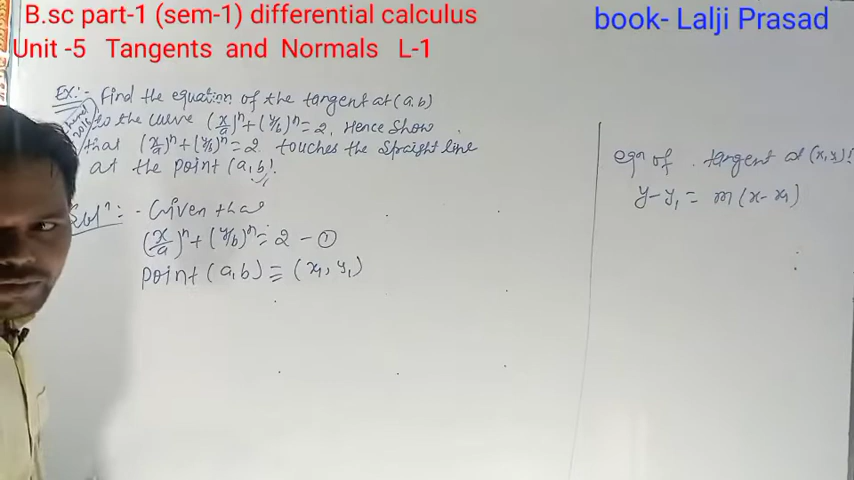 B.sc part-1 (sem-1) differential calculus
Unit -5 Tangents and Normals L-1
book- Lalji Prasad
Ex:- Find the equation of the tangent at (a,b)
to the curve (x/a)^n + (y/b)^n = 2. Hence Show
that (x/a)^n + (y/b)^n = 2 touches the straight line
at the point (a,b).
Solⁿ: - Given that
(x/a)^n + (y/b)^n = 2 - ①
point (a,b) ≡ (x₁, y₁)
eqn of tangent at (x₁,y₁)
y-y₁ = m(x-x₁)